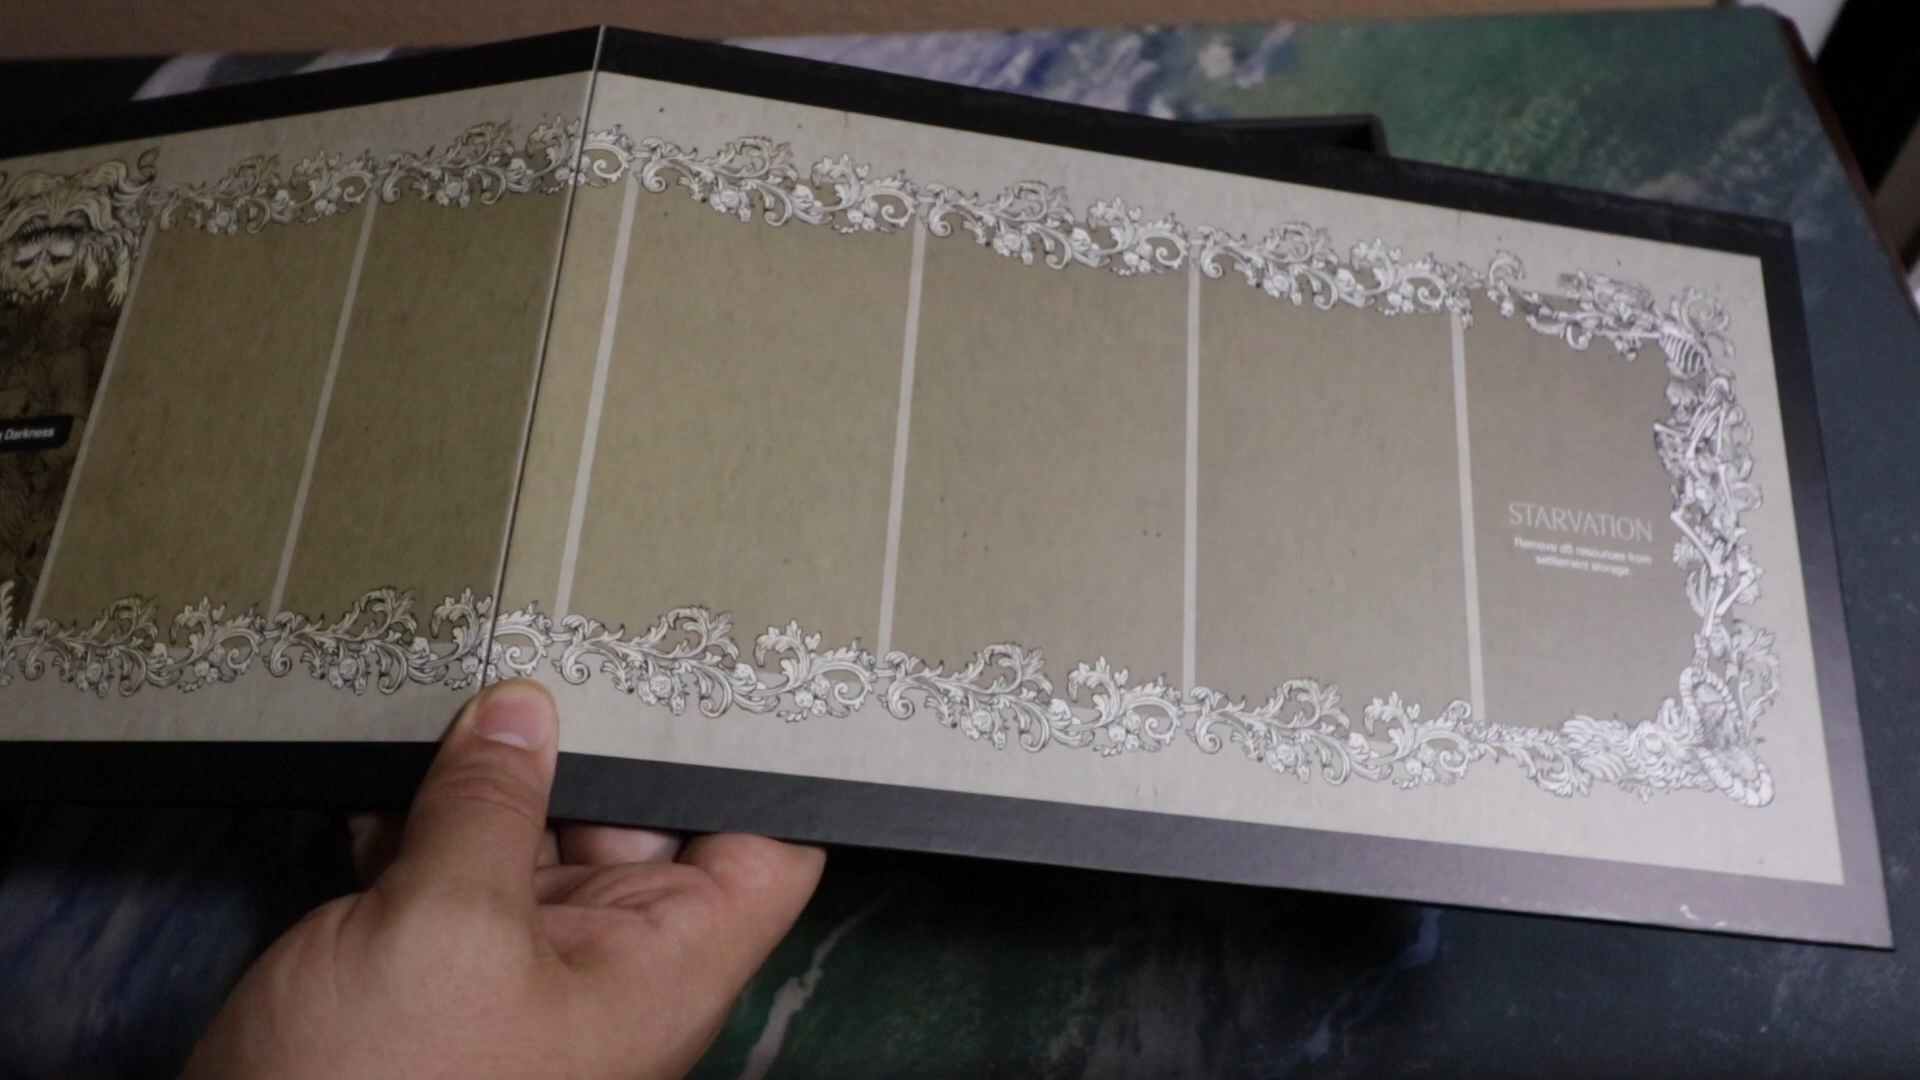 Darkness
STARVATION
Remove d5 resources from
settlement storage.